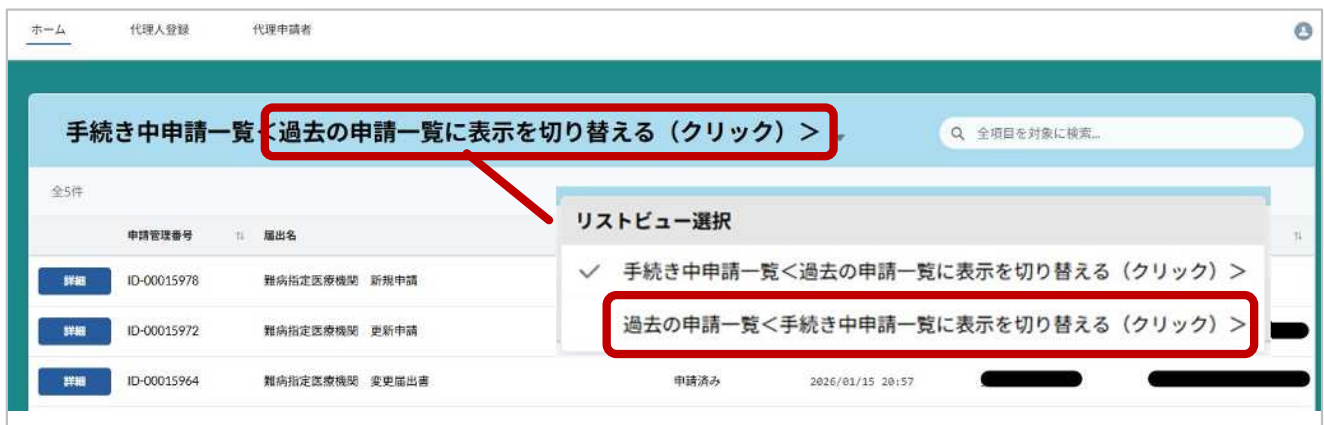 ホーム 代理人登録 代理申請者
手続き中申請一覧<過去の申請一覧に表示を切り替える（クリック）>
全項目を対象に検索...
全5件
申請管理番号 届出名
詳細 ID-00015978 難病指定医療機関 新規申請
詳細 ID-00015972 難病指定医療機関 更新申請
詳細 ID-00015964 難病指定医療機関 変更届出書 申請済み 2026/01/15 20:57
リストビュー選択
手続き中申請一覧<過去の申請一覧に表示を切り替える（クリック）>
過去の申請一覧<手続き中申請一覧に表示を切り替える（クリック）>